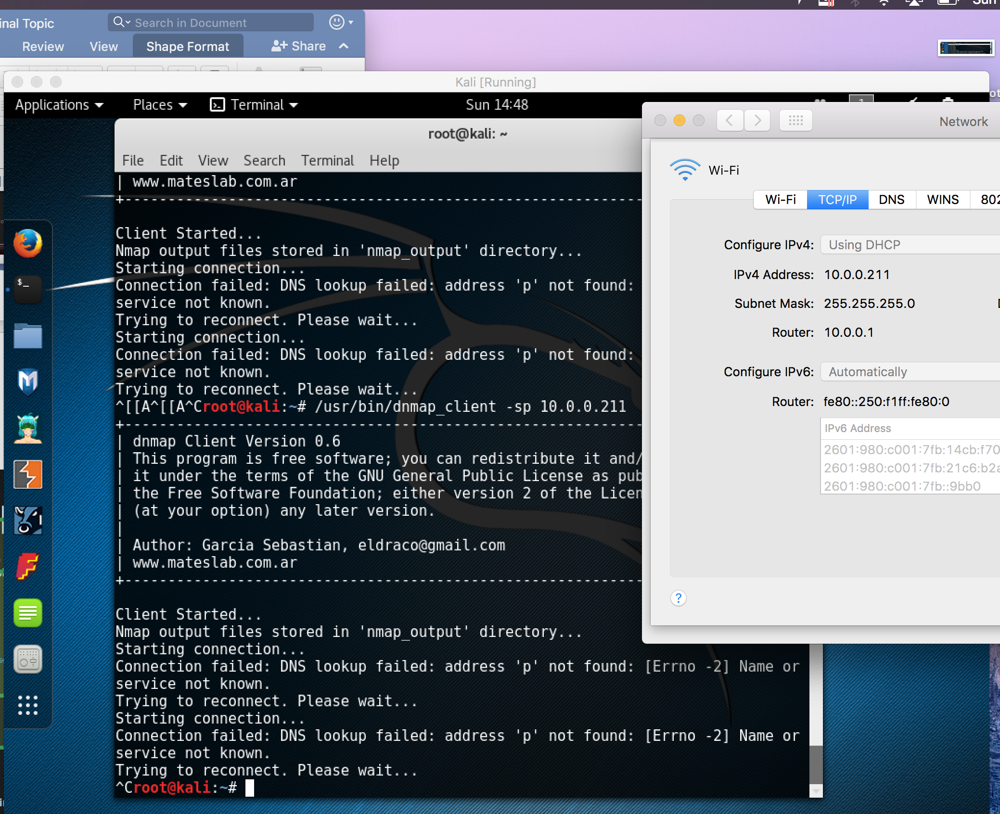 Sun
inal Topic
Search in Document
Review
View
Shape Format
Share
Kali [Running]
Applications
Places
Terminal
Sun 14:48
1
root@kali: ~
File
Edit
View
Search
Terminal
Help
| www.mateslab.com.ar
+------------------------------------------------------------
Client Started...
Nmap output files stored in 'nmap_output' directory...
Starting connection...
Connection failed: DNS lookup failed: address 'p' not found:
service not known.
Trying to reconnect. Please wait...
Starting connection...
Connection failed: DNS lookup failed: address 'p' not found:
service not known.
Trying to reconnect. Please wait...
^[[A^[[A^Croot@kali:~# /usr/bin/dnmap_client -sp 10.0.0.211
+------------------------------------------------------------
| dnmap Client Version 0.6
| This program is free software; you can redistribute it and/
| it under the terms of the GNU General Public License as pub
| the Free Software Foundation; either version 2 of the Licen
| (at your option) any later version.
|
| Author: Garcia Sebastian, eldraco@gmail.com
| www.mateslab.com.ar
+------------------------------------------------------------
Client Started...
Nmap output files stored in 'nmap_output' directory...
Starting connection...
Connection failed: DNS lookup failed: address 'p' not found: [Errno -2] Name or
service not known.
Trying to reconnect. Please wait...
Starting connection...
Connection failed: DNS lookup failed: address 'p' not found: [Errno -2] Name or
service not known.
Trying to reconnect. Please wait...
^Croot@kali:~#
Network
Wi-Fi
Wi-Fi
TCP/IP
DNS
WINS
802
Configure IPv4: Using DHCP
IPv4 Address: 10.0.0.211
Subnet Mask: 255.255.255.0
Router: 10.0.0.1
Configure IPv6: Automatically
Router: fe80::250:f1ff:fe80:0
IPv6 Address
2601:980:c001:7fb:14cb:f70
2601:980:c001:7fb:21c6:b2a
2601:980:c001:7fb::9bb0
?